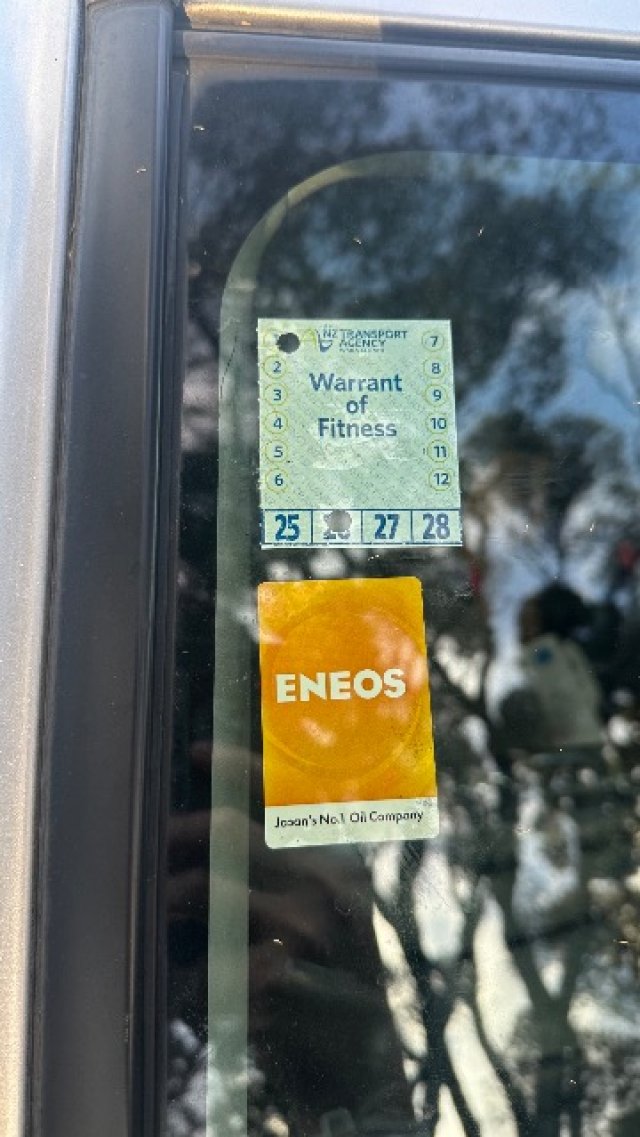 NZ TRANSPORT
AGENCY
Warrant
of
Fitness
2
3
4
5
6
7
8
9
10
11
12
25 27 28
ENEOS
Japan's No.1 Oil Company